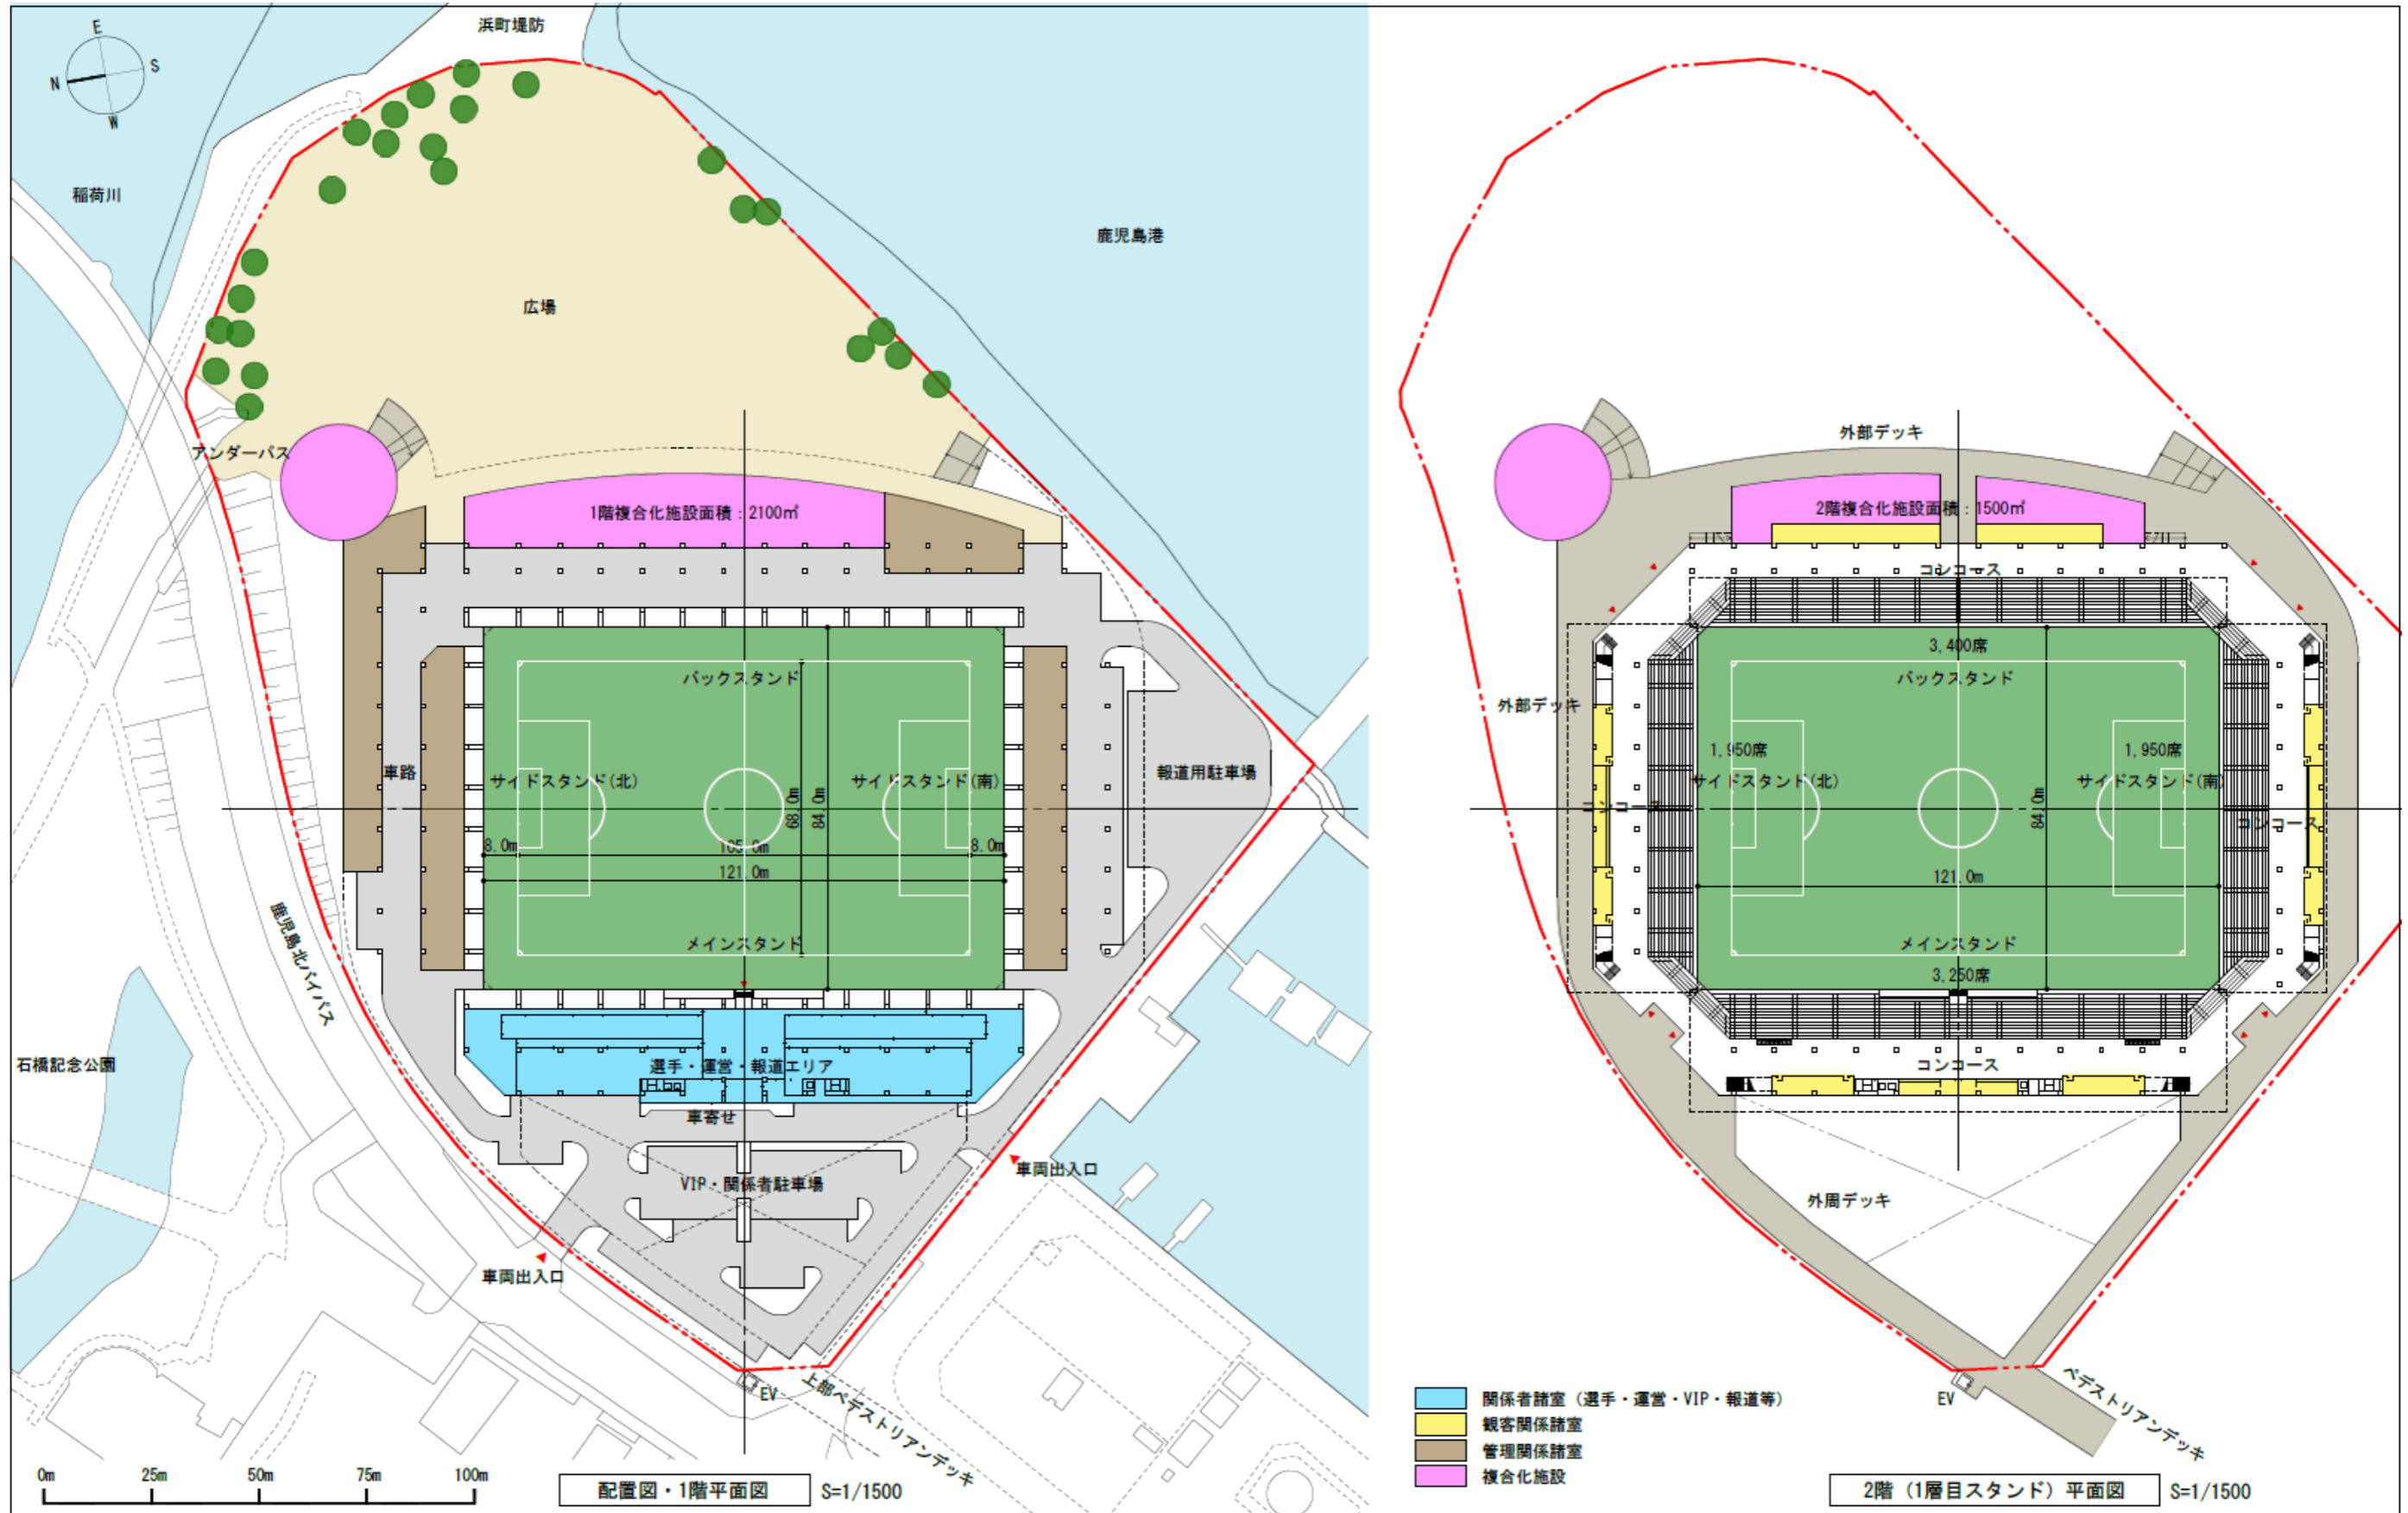 浜町堤防
E
N
S
W
稲荷川
鹿児島港
広場
アンダーパス
1階複合化施設面積：2100㎡
バックスタンド
車路
サイドスタンド(北)
サイドスタンド(南)
報道用駐車場
68.0m
84.0m
8.0m
105.0m
8.0m
121.0m
メインスタンド
鹿児島北バイパス
石橋記念公園
選手・運営・報道エリア
車寄せ
VIP・関係者駐車場
車両出入口
車両出入口
EV
上部ペデストリアンデッキ
0m
25m
50m
75m
100m
配置図・1階平面図
S=1/1500
外部デッキ
2階複合化施設面積：1500㎡
コンコース
3,400席
バックスタンド
外部デッキ
1,950席
1,950席
サイドスタンド(北)
サイドスタンド(南)
コンコース
コンコース
84.0m
121.0m
メインスタンド
3,250席
コンコース
外周デッキ
EV
ペデストリアンデッキ
関係者諸室（選手・運営・VIP・報道等）
観客関係諸室
管理関係諸室
複合化施設
2階（1層目スタンド）平面図
S=1/1500